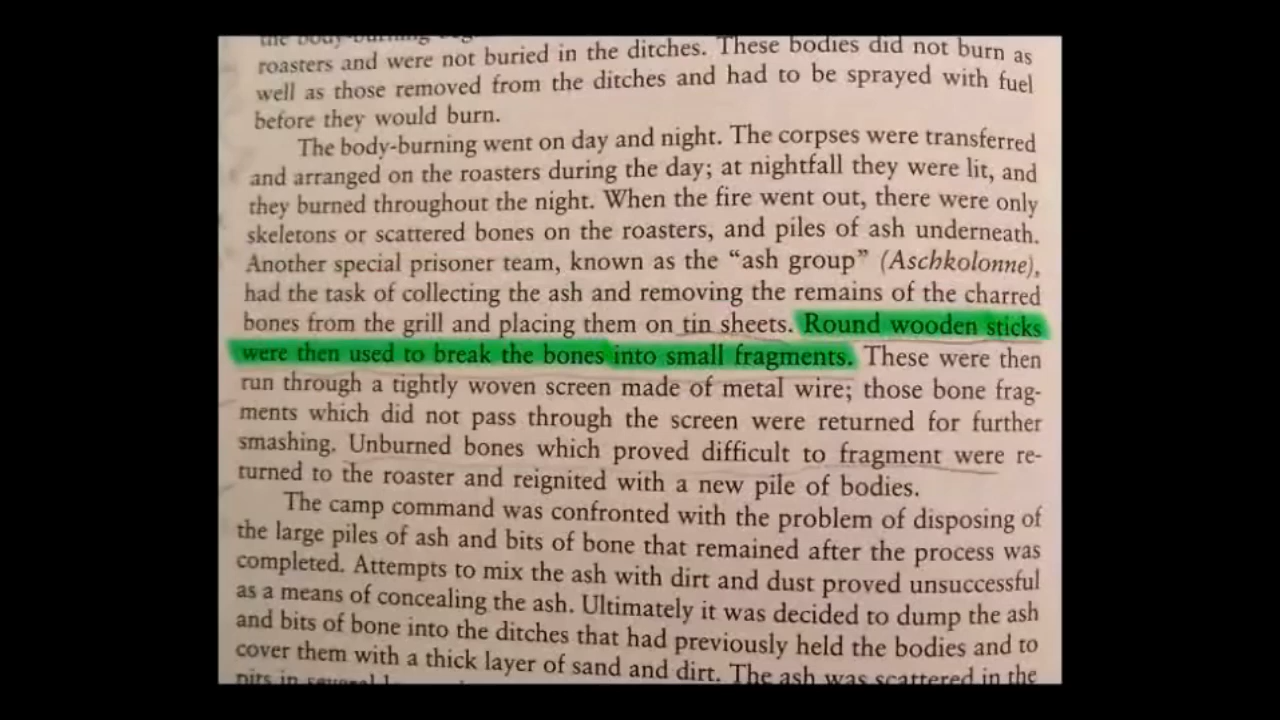 roasters and were not buried in the ditches. These bodies did not burn as
well as those removed from the ditches and had to be sprayed with fuel
before they would burn.
The body-burning went on day and night. The corpses were transferred
and arranged on the roasters during the day; at nightfall they were lit, and
they burned throughout the night. When the fire went out, there were only
skeletons or scattered bones on the roasters, and piles of ash underneath.
Another special prisoner team, known as the “ash group” (Aschkolonne),
had the task of collecting the ash and removing the remains of the charred
bones from the grill and placing them on tin sheets. Round wooden sticks
were then used to break the bones into small fragments. These were then
run through a tightly woven screen made of metal wire; those bone frag-
ments which did not pass through the screen were returned for further
smashing. Unburned bones which proved difficult to fragment were re-
turned to the roaster and reignited with a new pile of bodies.
The camp command was confronted with the problem of disposing of
the large piles of ash and bits of bone that remained after the process was
completed. Attempts to mix the ash with dirt and dust proved unsuccessful
as a means of concealing the ash. Ultimately it was decided to dump the ash
and bits of bone into the ditches that had previously held the bodies and to
cover them with a thick layer of sand and dirt. The ash was scattered in the